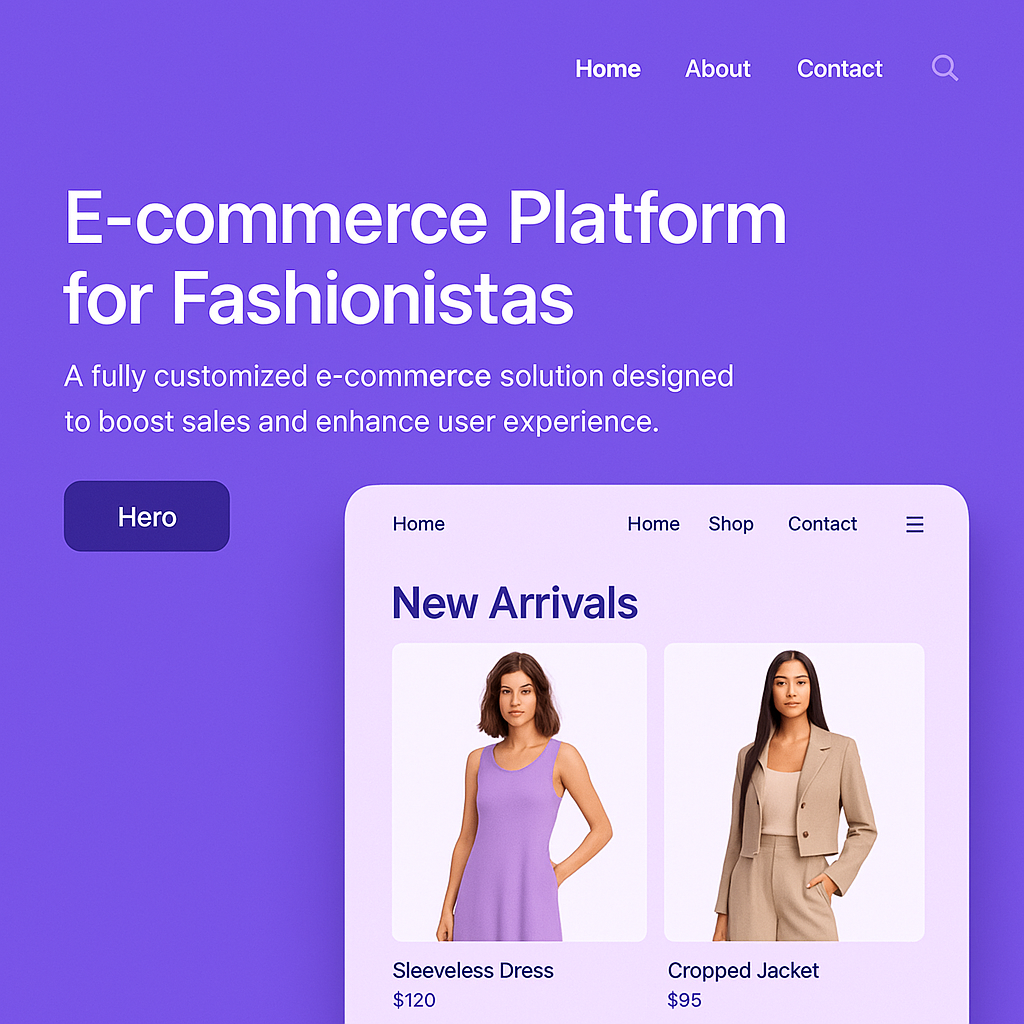 Home About Contact
E-commerce Platform
for Fashionistas
A fully customized e-commerce solution designed
to boost sales and enhance user experience.
Hero
Home Home Shop Contact
New Arrivals
Sleeveless Dress Cropped Jacket
$120 $95